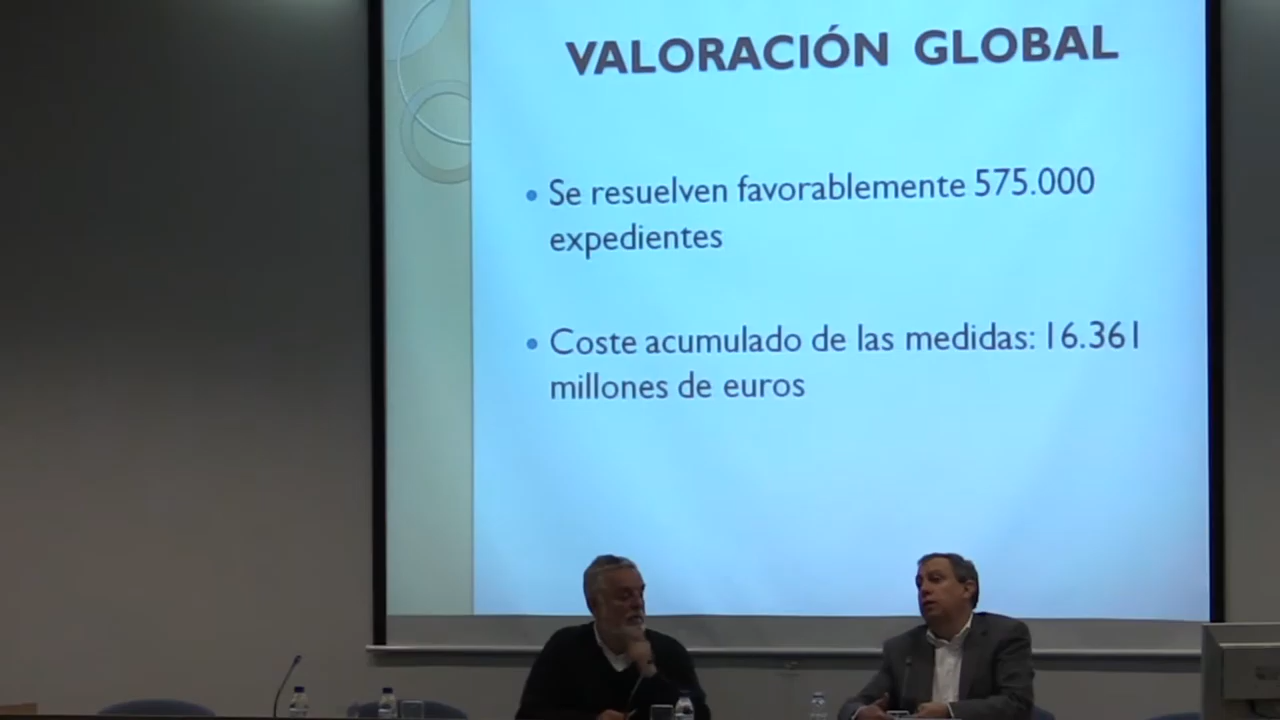 VALORACIÓN GLOBAL
• Se resuelven favorablemente 575.000
expedientes
• Coste acumulado de las medidas: 16.361
millones de euros